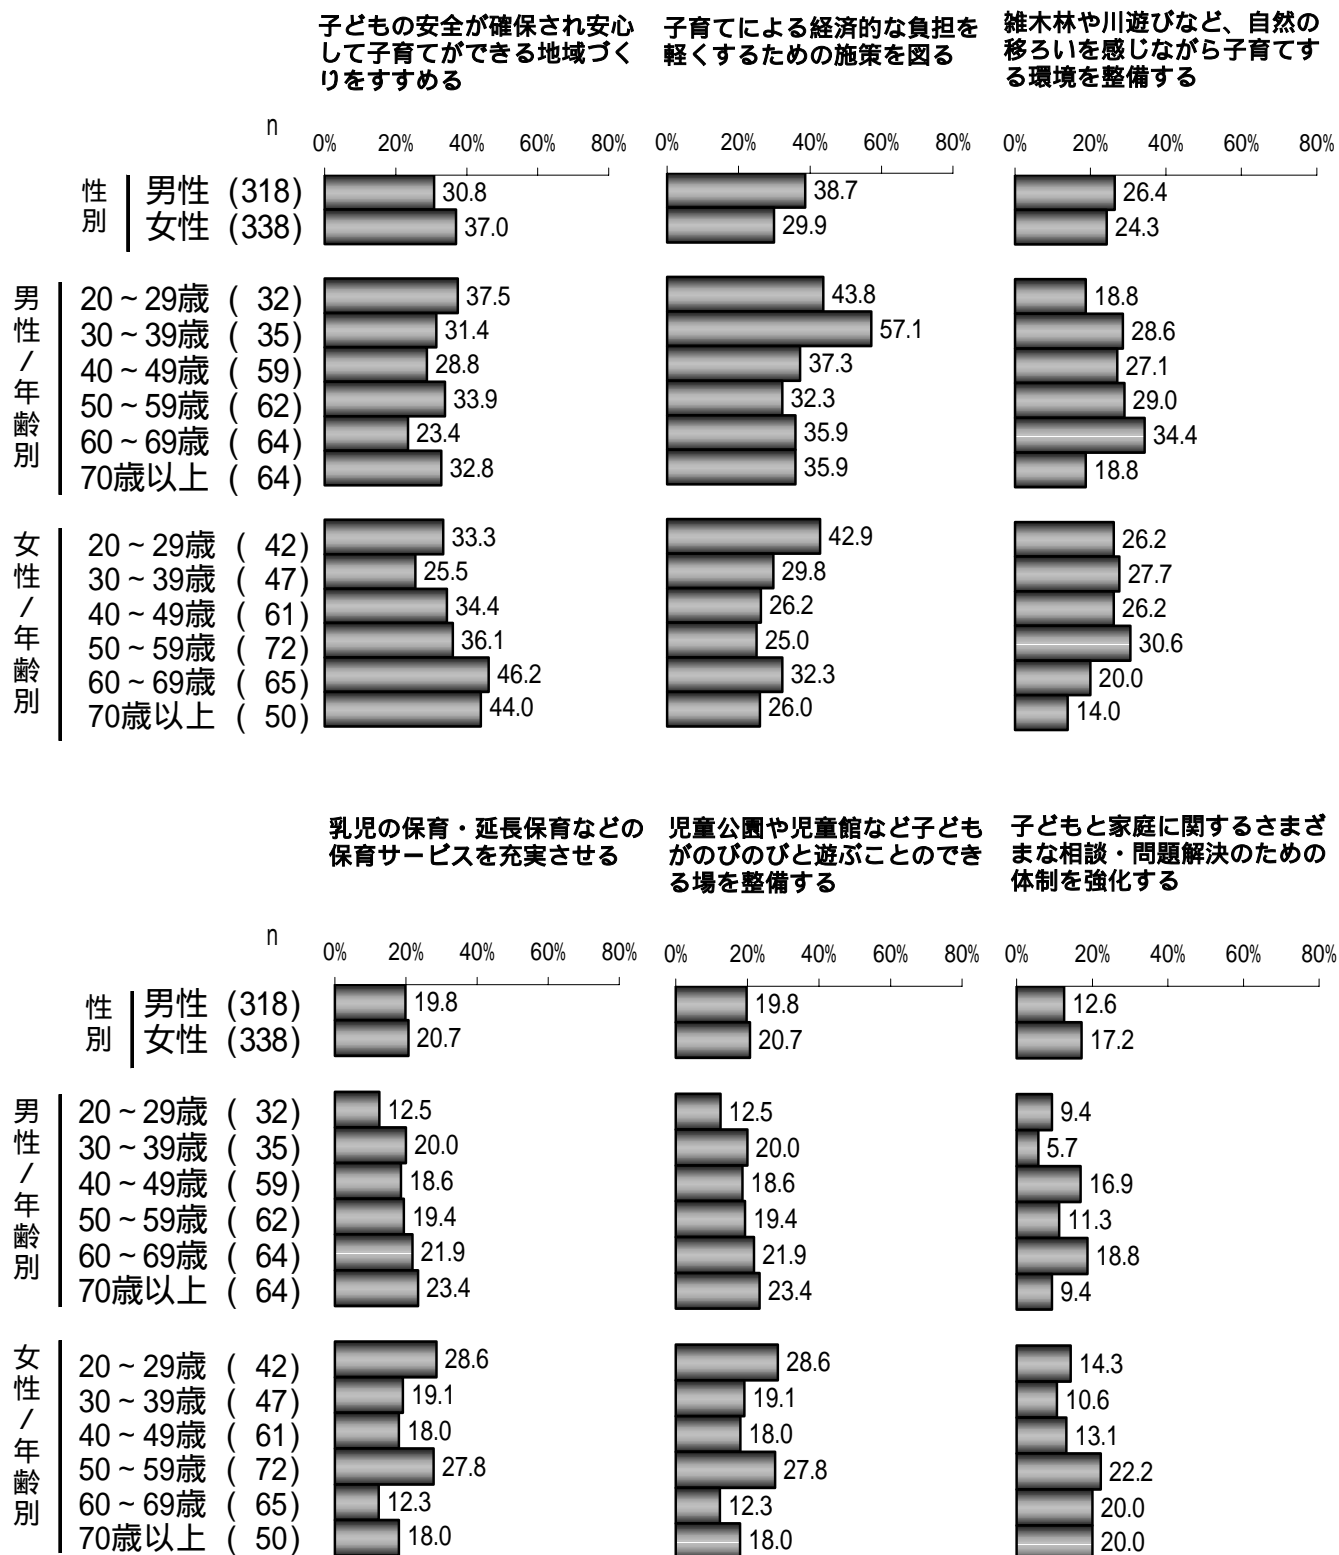 子どもの安全が確保され安心
して子育てができる地域づく
りをすすめる
子育てによる経済的な負担を
軽くするための施策を図る
雑木林や川遊びなど、自然の
移ろいを感じながら子育てす
る環境を整備する
n
0% 20% 40% 60% 80%
0% 20% 40% 60% 80%
0% 20% 40% 60% 80%
性別
男性 (318) 30.8 38.7 26.4
女性 (338) 37.0 29.9 24.3
男性/年齢別
20~29歳 ( 32) 37.5 43.8 18.8
30~39歳 ( 35) 31.4 57.1 28.6
40~49歳 ( 59) 28.8 37.3 27.1
50~59歳 ( 62) 33.9 32.3 29.0
60~69歳 ( 64) 23.4 35.9 34.4
70歳以上 ( 64) 32.8 35.9 18.8
女性/年齢別
20~29歳 ( 42) 33.3 42.9 26.2
30~39歳 ( 47) 25.5 29.8 27.7
40~49歳 ( 61) 34.4 26.2 26.2
50~59歳 ( 72) 36.1 25.0 30.6
60~69歳 ( 65) 46.2 32.3 20.0
70歳以上 ( 50) 44.0 26.0 14.0
乳児の保育・延長保育などの
保育サービスを充実させる
児童公園や児童館など子ども
がのびのびと遊ぶことのでき
る場を整備する
子どもと家庭に関するさまざ
まな相談・問題解決のための
体制を強化する
n
0% 20% 40% 60% 80%
0% 20% 40% 60% 80%
0% 20% 40% 60% 80%
性別
男性 (318) 19.8 19.8 12.6
女性 (338) 20.7 20.7 17.2
男性/年齢別
20~29歳 ( 32) 12.5 12.5 9.4
30~39歳 ( 35) 20.0 20.0 5.7
40~49歳 ( 59) 18.6 18.6 16.9
50~59歳 ( 62) 19.4 19.4 11.3
60~69歳 ( 64) 21.9 21.9 18.8
70歳以上 ( 64) 23.4 23.4 9.4
女性/年齢別
20~29歳 ( 42) 28.6 28.6 14.3
30~39歳 ( 47) 19.1 19.1 10.6
40~49歳 ( 61) 18.0 18.0 13.1
50~59歳 ( 72) 27.8 27.8 22.2
60~69歳 ( 65) 12.3 12.3 20.0
70歳以上 ( 50) 18.0 18.0 20.0